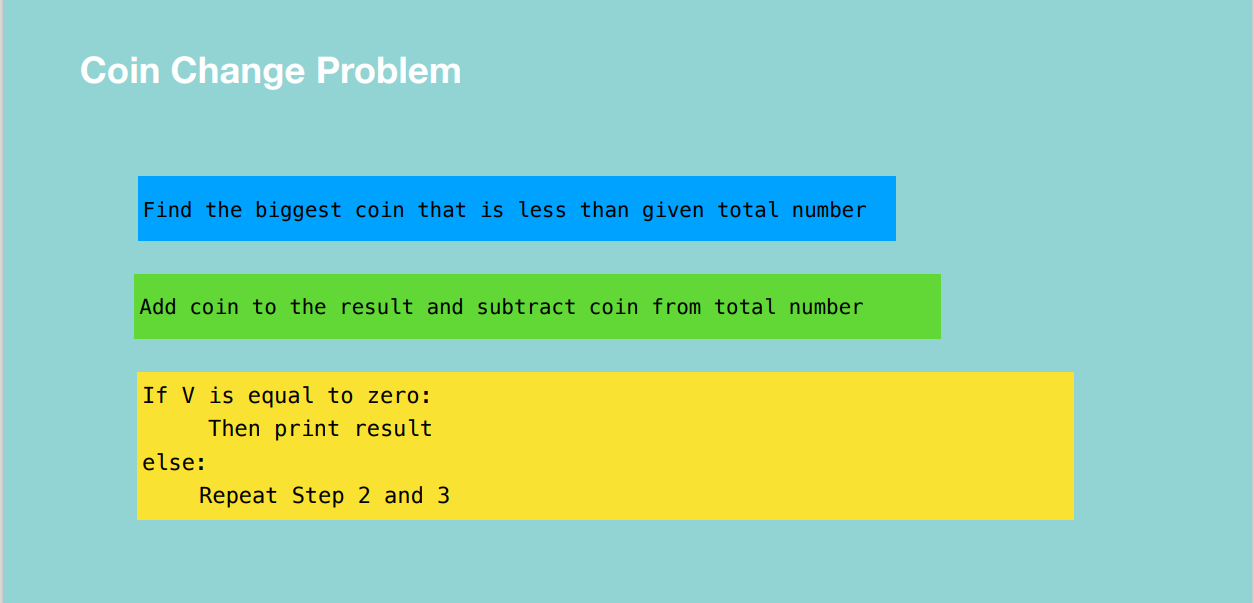 Coin Change Problem
Find the biggest coin that is less than given total number
Add coin to the result and subtract coin from total number
If V is equal to zero:
Then print result
else:
Repeat Step 2 and 3